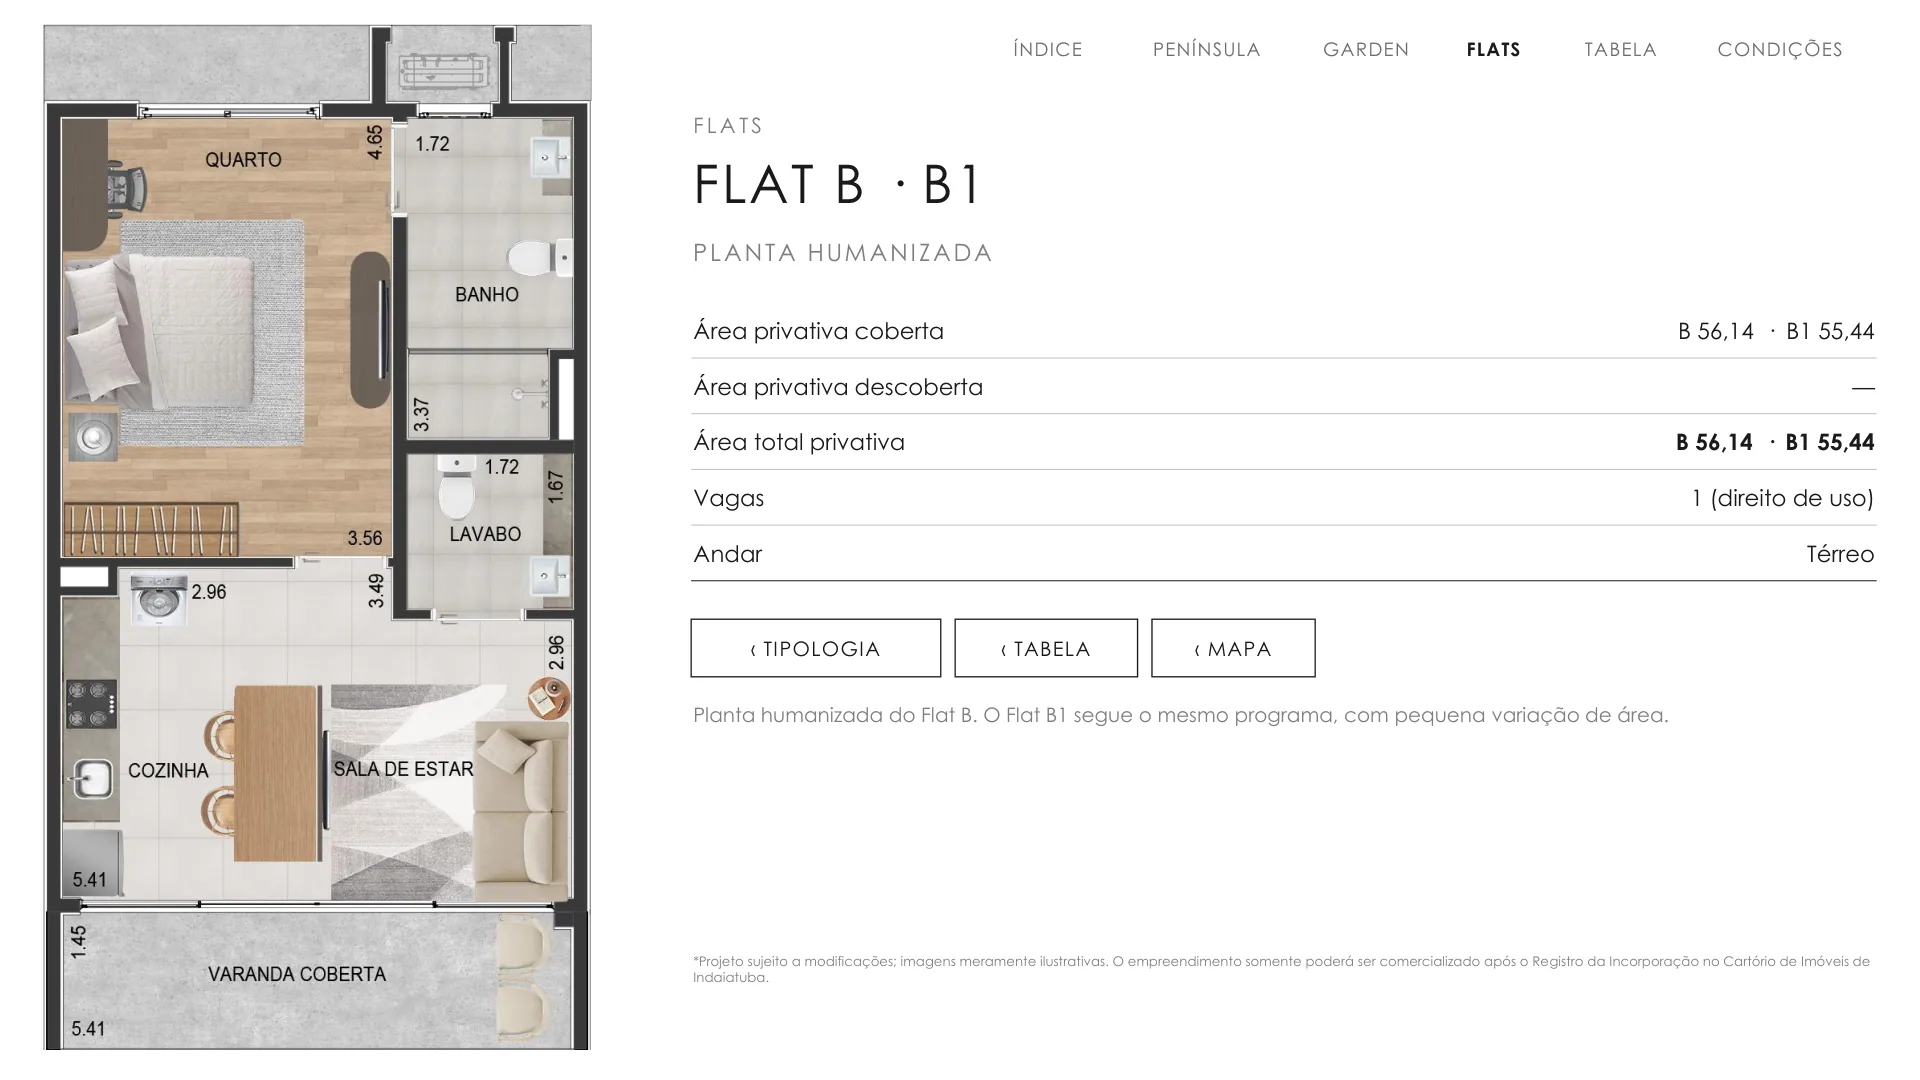 ÍNDICE PENÍNSULA GARDEN FLATS TABELA CONDIÇÕES
FLATS
FLAT B · B1
PLANTA HUMANIZADA
Área privativa coberta B 56,14 · B1 55,44
Área privativa descoberta —
Área total privativa B 56,14 · B1 55,44
Vagas 1 (direito de uso)
Andar Térreo
‹ TIPOLOGIA ‹ TABELA ‹ MAPA
Planta humanizada do Flat B. O Flat B1 segue o mesmo programa, com pequena variação de área.
*Projeto sujeito a modificações; imagens meramente ilustrativas. O empreendimento somente poderá ser comercializado após o Registro da Incorporação no Cartório de Imóveis de
Indaiatuba.
QUARTO
4.65
1.72
BANHO
3.37
1.72
1.67
LAVABO
3.56
2.96
3.49
2.96
COZINHA
SALA DE ESTAR
5.41
1.45
VARANDA COBERTA
5.41